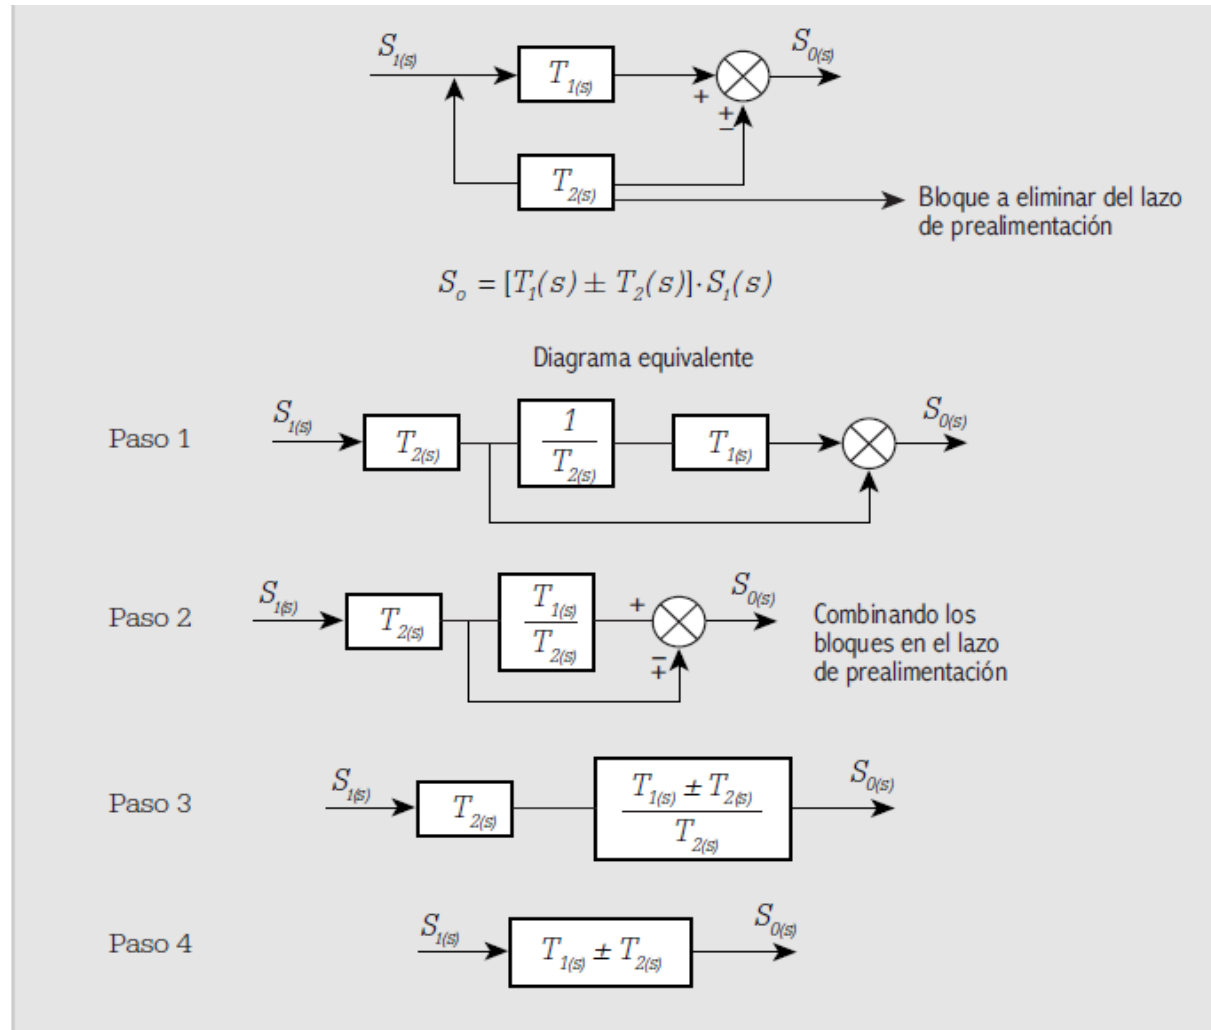 S1(s)
T1(s)
S0(s)
+
±
T2(s)
Bloque a eliminar del lazo
de prealimentación
So = [T1(s) ± T2(s)]·S1(s)
Diagrama equivalente
Paso 1
S1(s)
T2(s)
1
T2(s)
T1(s)
S0(s)
Paso 2
S1(s)
T2(s)
T1(s)
T2(s)
+
∓
S0(s)
Combinando los
bloques en el lazo
de prealimentación
Paso 3
S1(s)
T2(s)
T1(s) ± T2(s)
T2(s)
S0(s)
Paso 4
S1(s)
T1(s) ± T2(s)
S0(s)